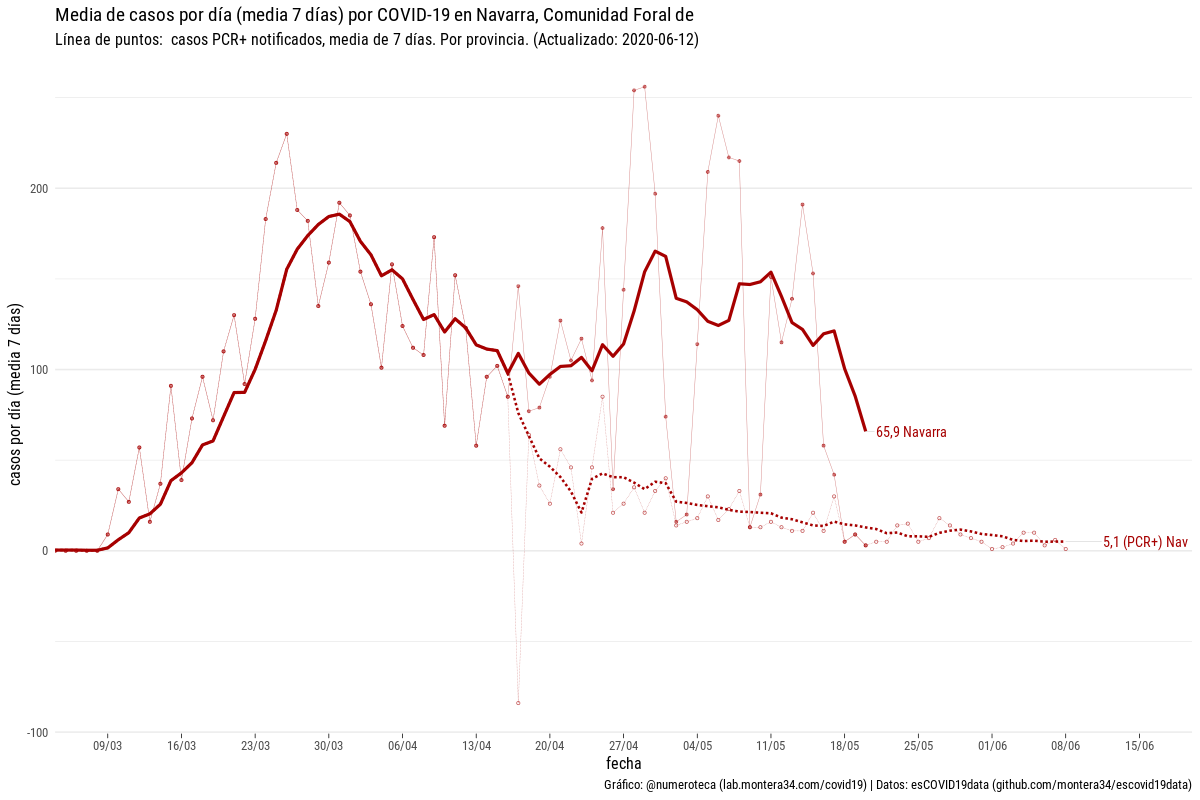 Media de casos por día (media 7 días) por COVID-19 en Navarra, Comunidad Foral de
Línea de puntos:  casos PCR+ notificados, media de 7 días. Por provincia. (Actualizado: 2020-06-12)
casos por día (media 7 días)
200
100
0
-100
65,9 Navarra
5,1 (PCR+) Nav
09/03 16/03 23/03 30/03 06/04 13/04 20/04 27/04 04/05 11/05 18/05 25/05 01/06 08/06 15/06
fecha
Gráfico: @numeroteca (lab.montera34.com/covid19) | Datos: esCOVID19data (github.com/montera34/escovid19data)